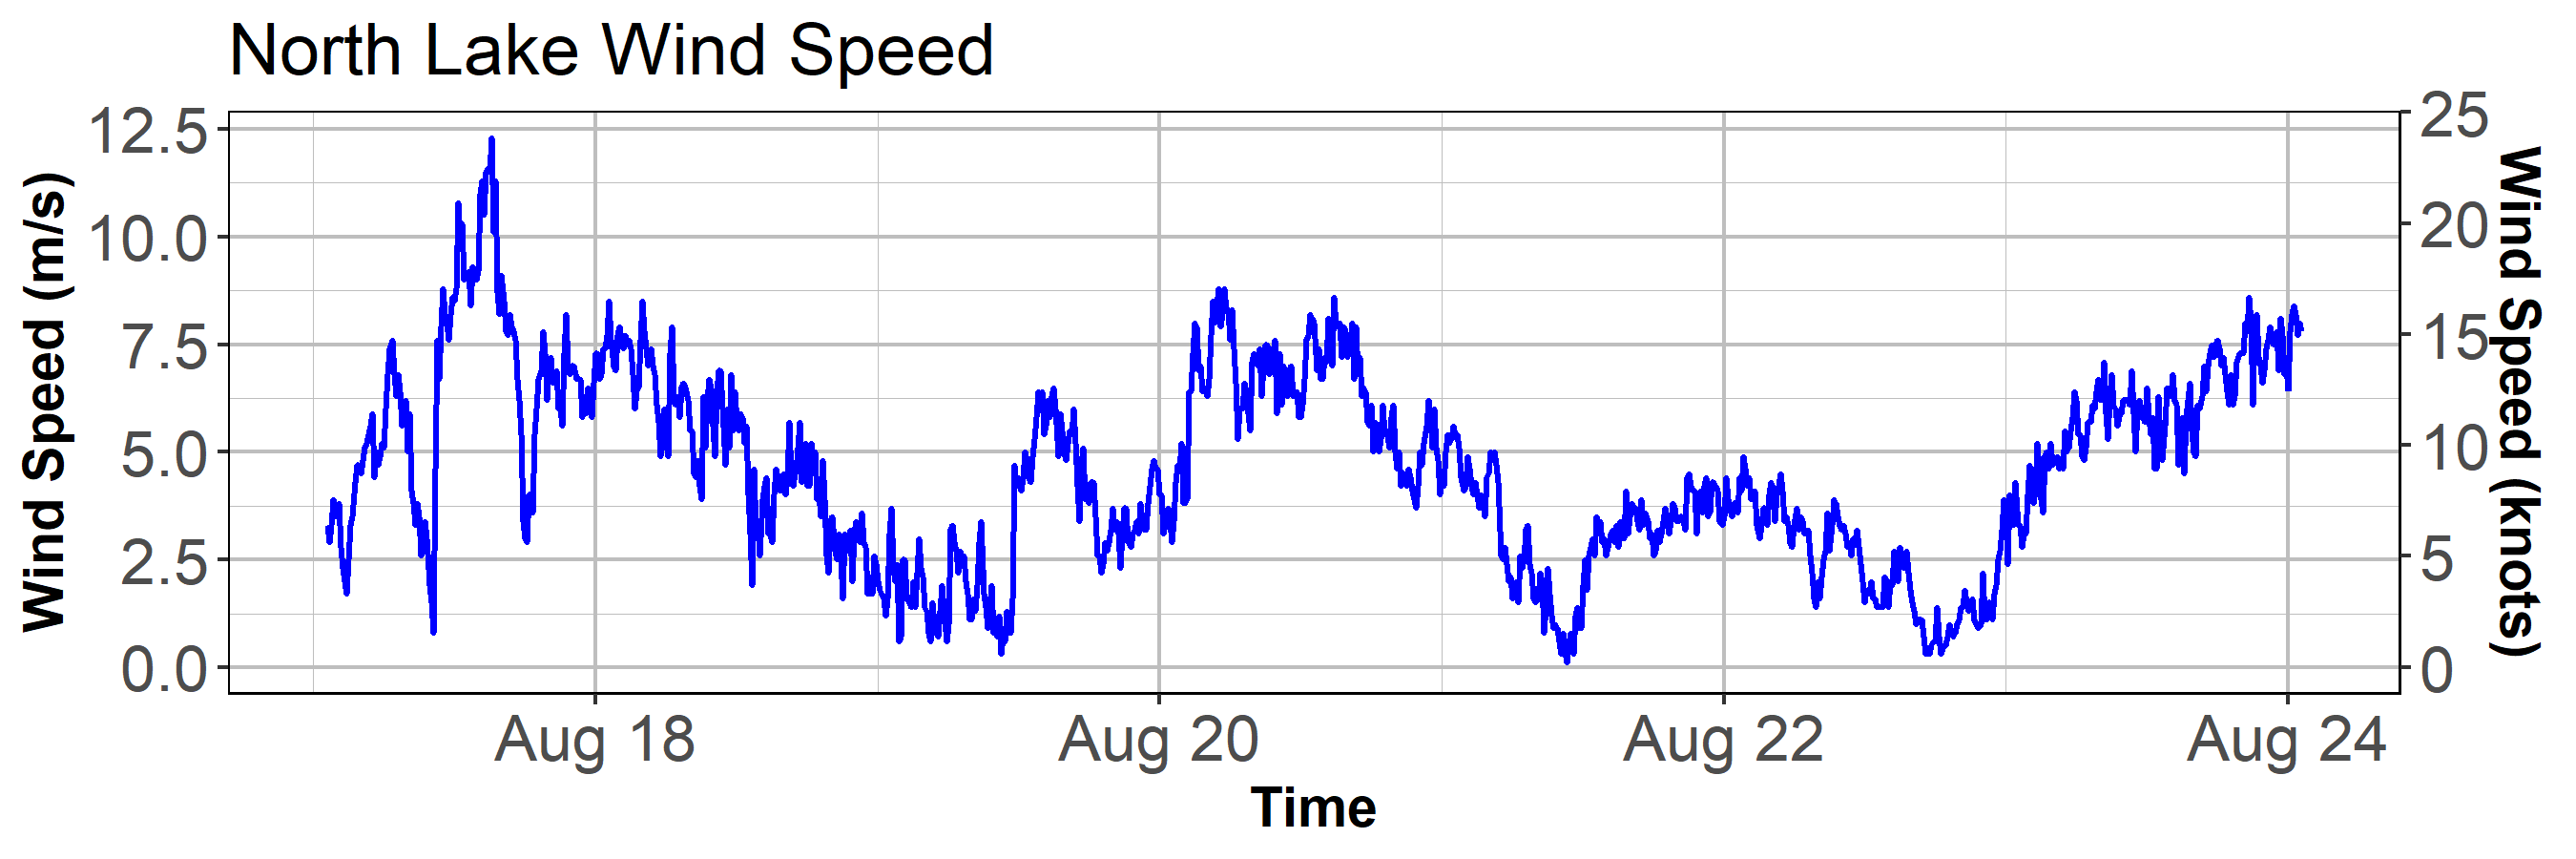 North Lake Wind Speed
12.5
10.0
7.5
5.0
2.5
0.0
Wind Speed (m/s)
25
20
15
10
5
0
Wind Speed (knots)
Aug 18
Aug 20
Aug 22
Aug 24
Time